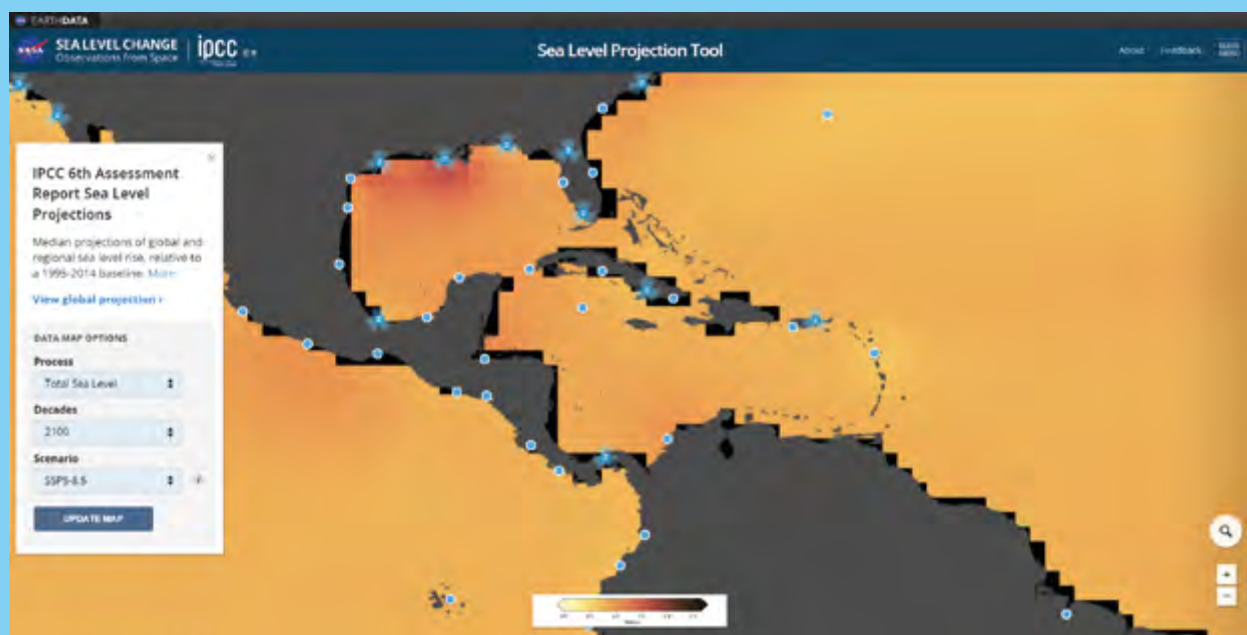 EARTHDATA
NASA
SEA LEVEL CHANGE
Observations From Space
ipcc
Sea Level Projection Tool
About
Feedback
IPCC 6th Assessment
Report Sea Level
Projections
Median projections of global and
regional sea level rise, relative to
a 1995-2014 baseline. More
View global projection ›
DATA MAP OPTIONS
Process
Total Sea Level
Decades
2100
Scenario
SSP5-8.5
UPDATE MAP
+
−